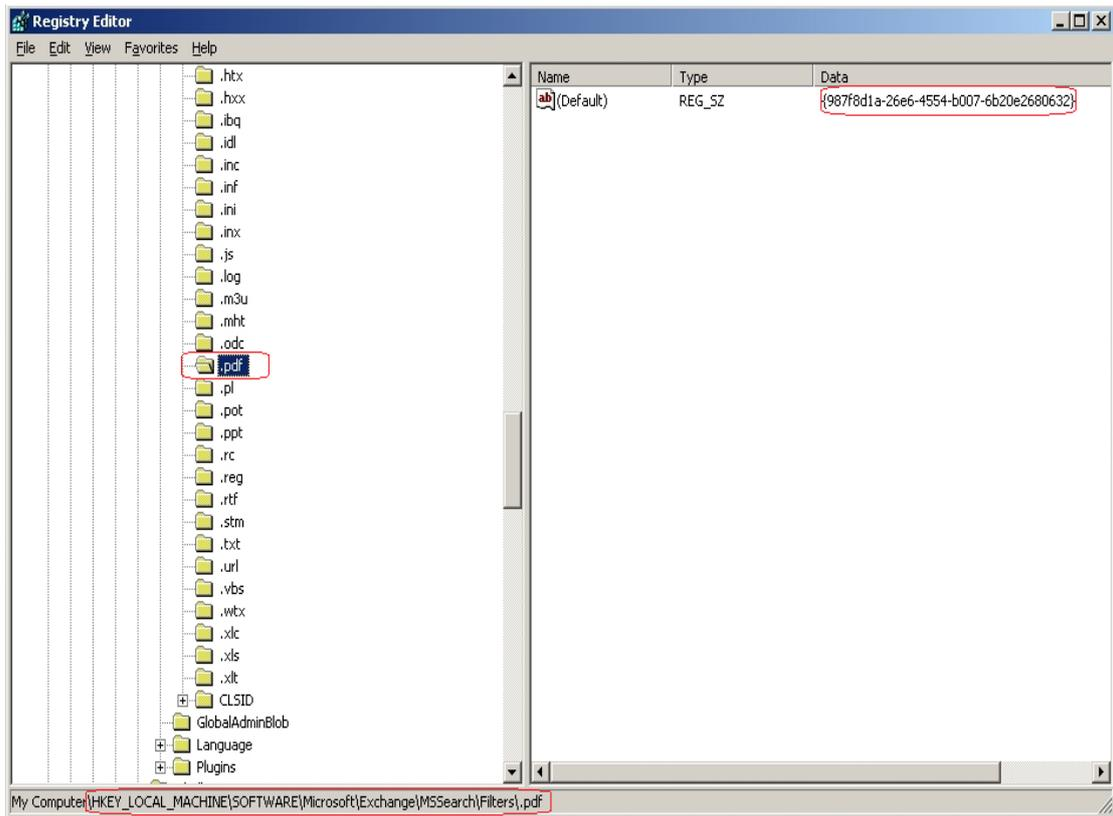 Registry Editor
File Edit View Favorites Help
.htx
.hxx
.ibq
.idl
.inc
.inf
.ini
.inx
.js
.log
.m3u
.mht
.odc
.pdf
.pl
.pot
.ppt
.rc
.reg
.rtf
.stm
.txt
.url
.vbs
.wtx
.xlc
.xls
.xlt
CLSID
GlobalAdminBlob
Language
Plugins
Name Type Data
ab (Default) REG_SZ {987f8d1a-26e6-4554-b007-6b20e2680632}
My Computer\HKEY_LOCAL_MACHINE\SOFTWARE\Microsoft\Exchange\MSSearch\Filters\.pdf